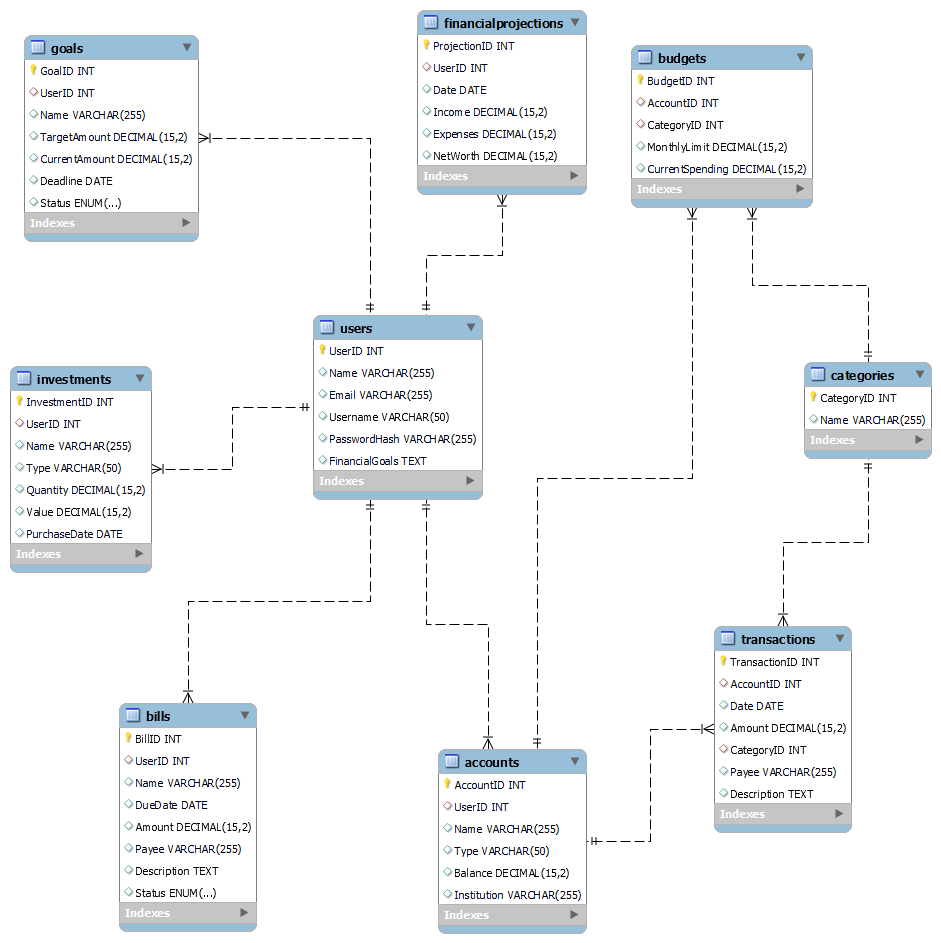 goals
GoalID INT
UserID INT
Name VARCHAR(255)
TargetAmount DECIMAL(15,2)
CurrentAmount DECIMAL(15,2)
Deadline DATE
Status ENUM(...)
Indexes
financialprojections
ProjectionID INT
UserID INT
Date DATE
Income DECIMAL(15,2)
Expenses DECIMAL(15,2)
NetWorth DECIMAL(15,2)
Indexes
budgets
BudgetID INT
AccountID INT
CategoryID INT
MonthlyLimit DECIMAL(15,2)
CurrentSpending DECIMAL(15,2)
Indexes
users
UserID INT
Name VARCHAR(255)
Email VARCHAR(255)
Username VARCHAR(50)
PasswordHash VARCHAR(255)
FinancialGoals TEXT
Indexes
investments
InvestmentID INT
UserID INT
Name VARCHAR(255)
Type VARCHAR(50)
Quantity DECIMAL(15,2)
Value DECIMAL(15,2)
PurchaseDate DATE
Indexes
categories
CategoryID INT
Name VARCHAR(255)
Indexes
transactions
TransactionID INT
AccountID INT
Date DATE
Amount DECIMAL(15,2)
CategoryID INT
Payee VARCHAR(255)
Description TEXT
Indexes
bills
BillID INT
UserID INT
Name VARCHAR(255)
DueDate DATE
Amount DECIMAL(15,2)
Payee VARCHAR(255)
Description TEXT
Status ENUM(...)
Indexes
accounts
AccountID INT
UserID INT
Name VARCHAR(255)
Type VARCHAR(50)
Balance DECIMAL(15,2)
Institution VARCHAR(255)
Indexes